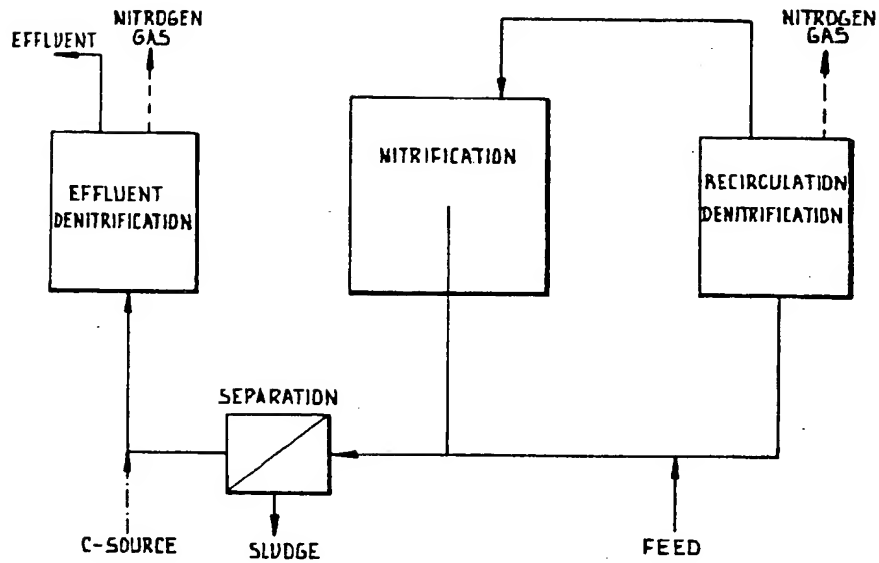 NITROGEN
GAS
EFFLUENT
NITROGEN
GAS
NITRIFICATION
EFFLUENT
DENITRIFICATION
RECIRCULATION
DENITRIFICATION
SEPARATION
C-SOURCE
SLUDGE
FEED